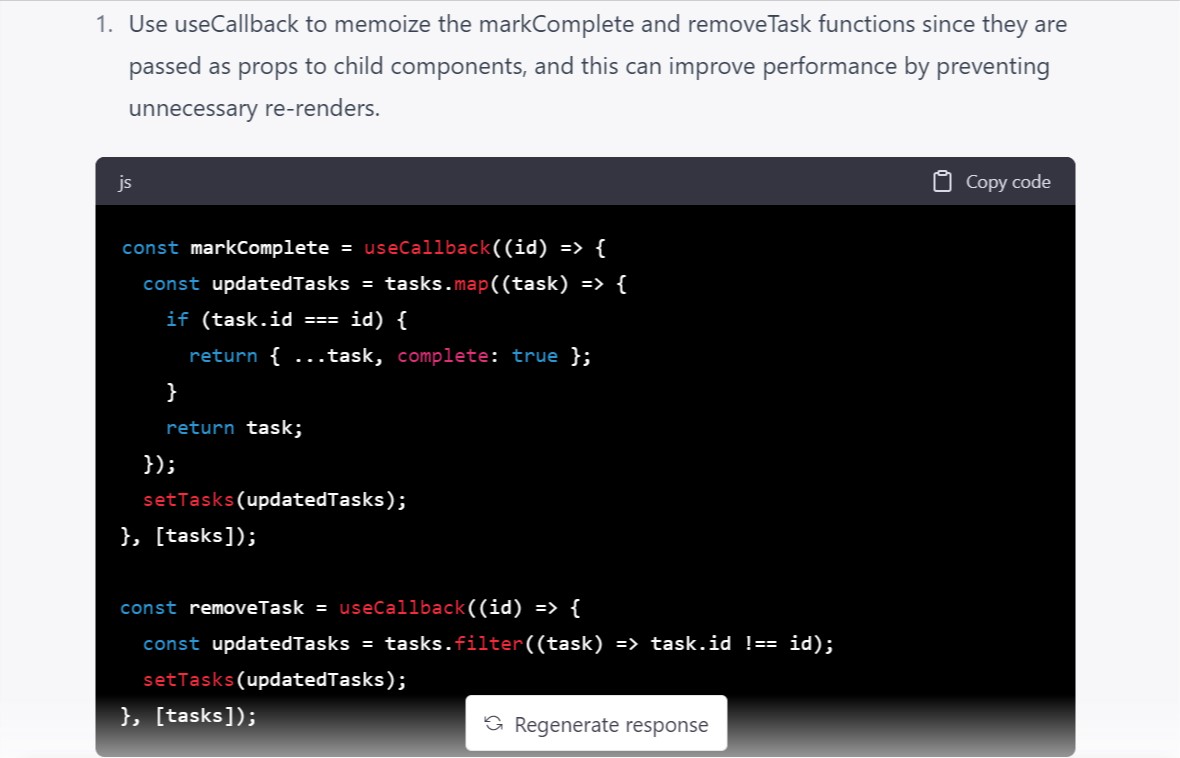 1. Use useCallback to memoize the markComplete and removeTask functions since they are
passed as props to child components, and this can improve performance by preventing
unnecessary re-renders.
js
Copy code
const markComplete = useCallback((id) => {
  const updatedTasks = tasks.map((task) => {
    if (task.id === id) {
      return { ...task, complete: true };
    }
    return task;
  });
  setTasks(updatedTasks);
}, [tasks]);
const removeTask = useCallback((id) => {
  const updatedTasks = tasks.filter((task) => task.id !== id);
  setTasks(updatedTasks);
}, [tasks]);
Regenerate response